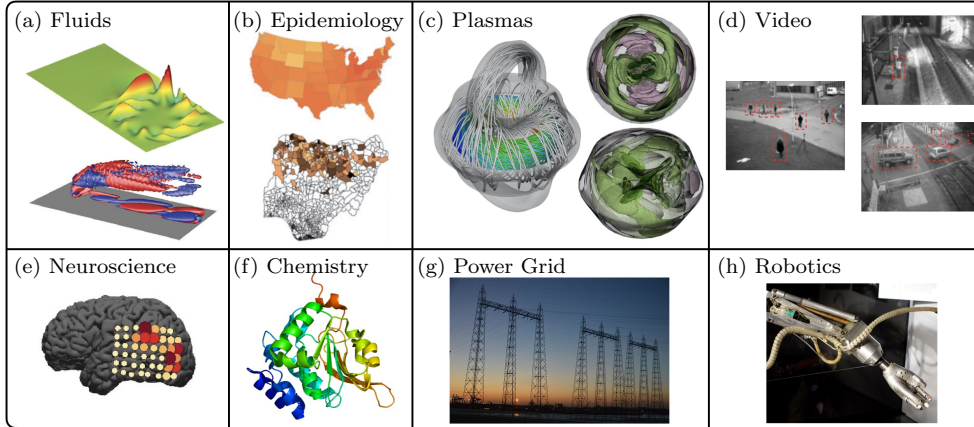 (a) Fluids
(b) Epidemiology
(c) Plasmas
(d) Video
(e) Neuroscience
(f) Chemistry
(g) Power Grid
(h) Robotics